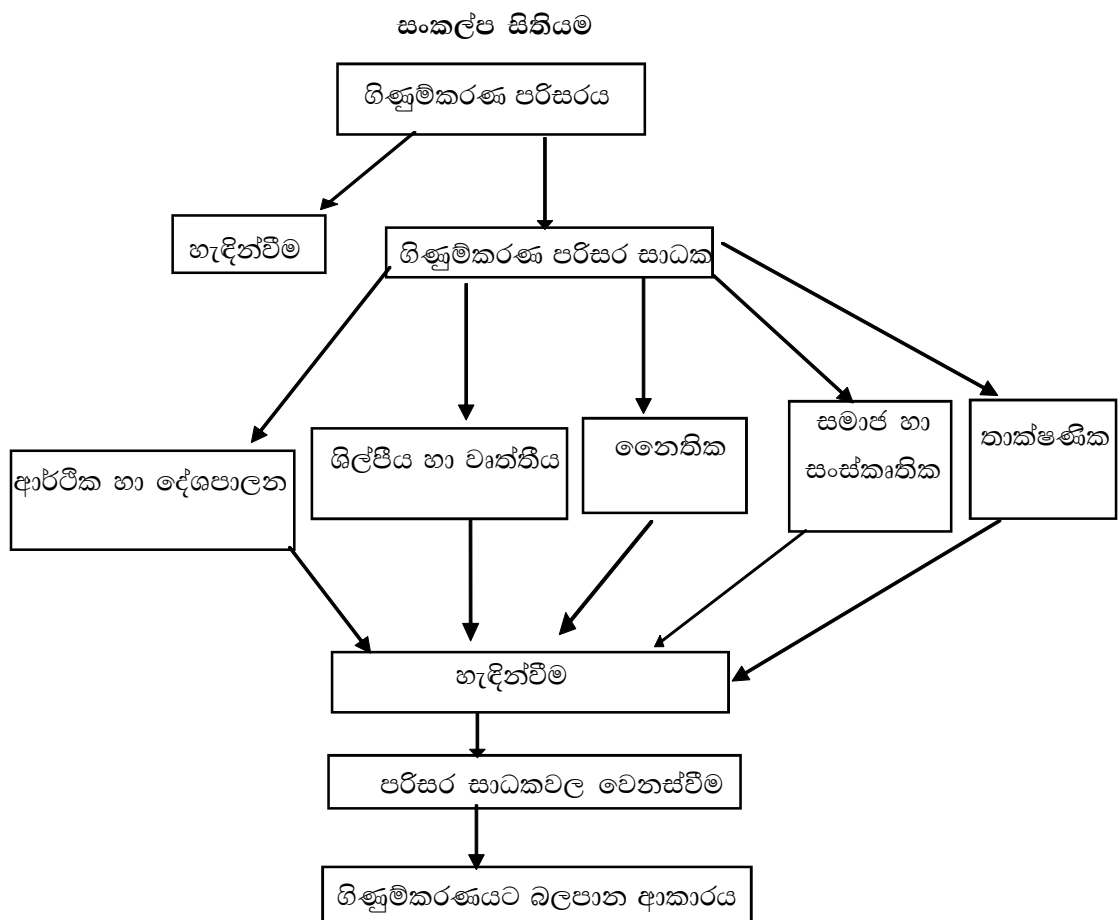 සංකල්ප සිතියම
ගිණුම්කරණ පරිසරය
හැඳින්වීම
ගිණුම්කරණ පරිසර සාධක
ආර්ථික හා දේශපාලන
ශිල්පීය හා වෘත්තීය
නෛතික
සමාජ හා
සංස්කෘතික
තාක්ෂණික
හැඳින්වීම
පරිසර සාධකවල වෙනස්වීම
ගිණුම්කරණයට බලපාන ආකාරය